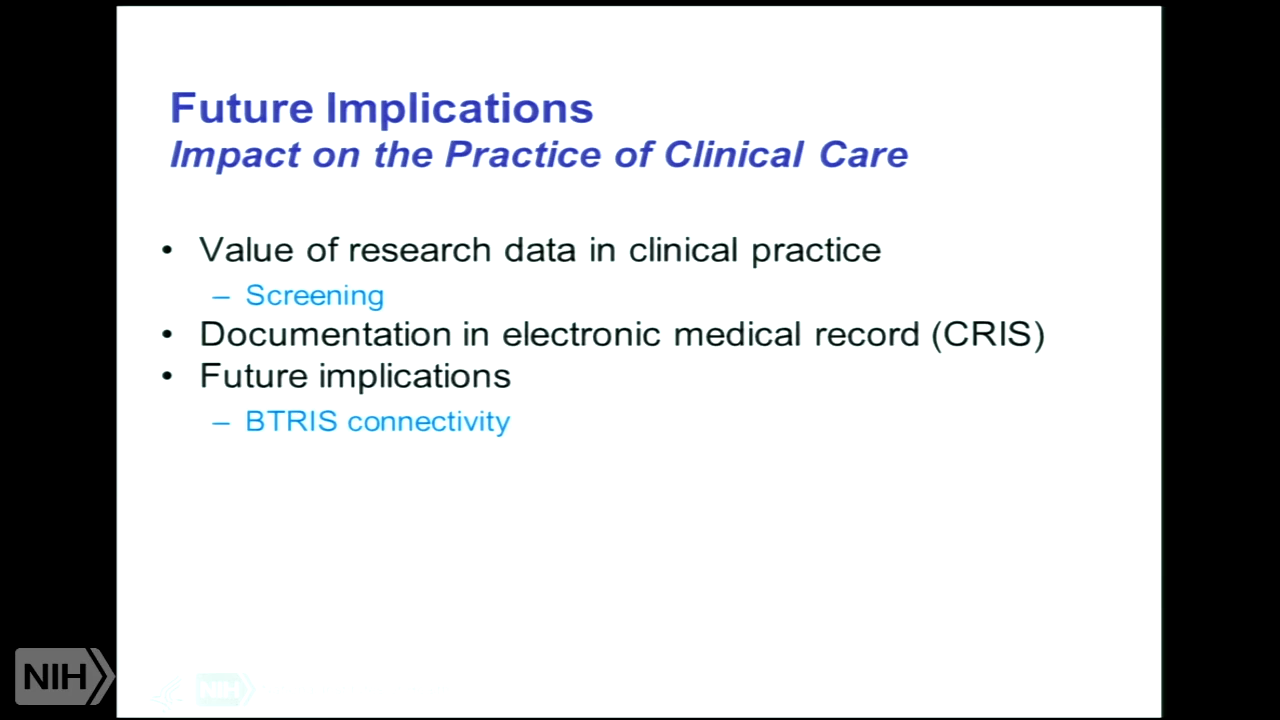 Future Implications
Impact on the Practice of Clinical Care
• Value of research data in clinical practice
– Screening
• Documentation in electronic medical record (CRIS)
• Future implications
– BTRIS connectivity
NIH
NIH